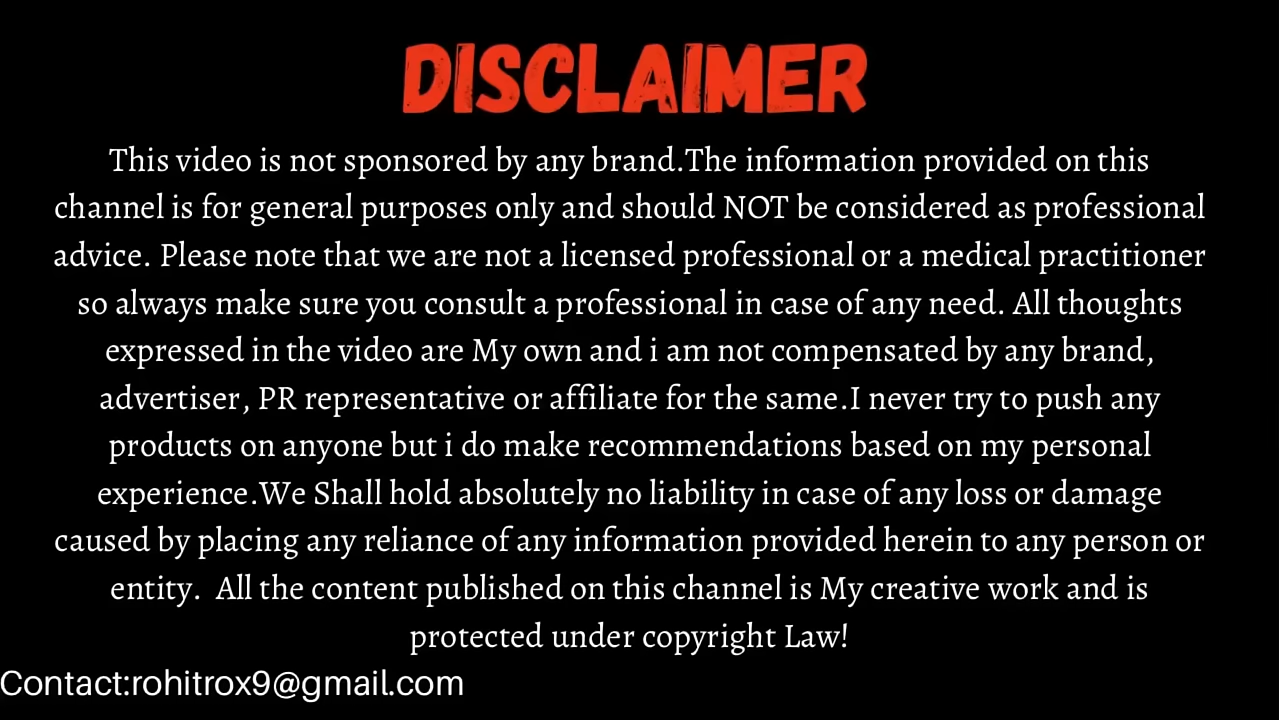 DISCLAIMER
This video is not sponsored by any brand.The information provided on this
channel is for general purposes only and should NOT be considered as professional
advice. Please note that we are not a licensed professional or a medical practitioner
so always make sure you consult a professional in case of any need. All thoughts
expressed in the video are My own and i am not compensated by any brand,
advertiser, PR representative or affiliate for the same.I never try to push any
products on anyone but i do make recommendations based on my personal
experience.We Shall hold absolutely no liability in case of any loss or damage
caused by placing any reliance of any information provided herein to any person or
entity.  All the content published on this channel is My creative work and is
protected under copyright Law!
Contact:rohitrox9@gmail.com